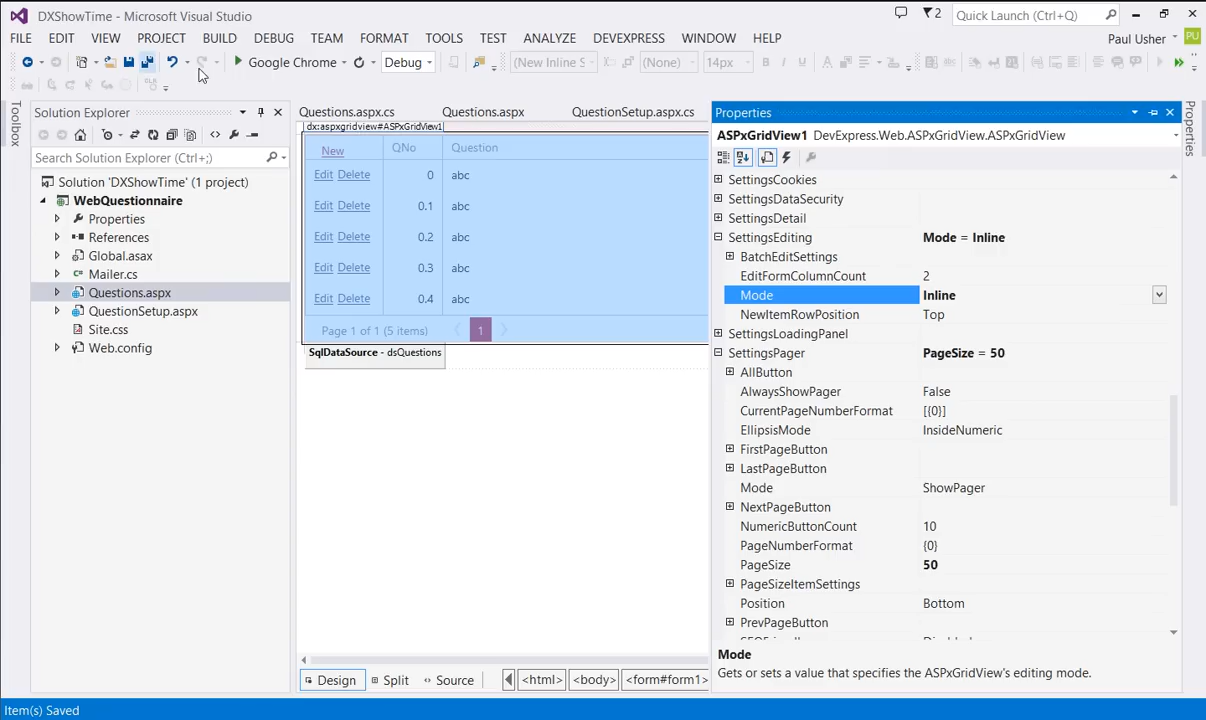 DXShowTime - Microsoft Visual Studio
2
Quick Launch (Ctrl+Q)
FILE EDIT VIEW PROJECT BUILD DEBUG TEAM FORMAT TOOLS TEST ANALYZE DEVEXPRESS WINDOW HELP
Paul Usher PU
Google Chrome Debug (New Inline S (None) 14px B I U
Toolbox
Solution Explorer
Search Solution Explorer (Ctrl+;)
Solution 'DXShowTime' (1 project)
WebQuestionnaire
Properties
References
Global.asax
Mailer.cs
Questions.aspx
QuestionSetup.aspx
Site.css
Web.config
Questions.aspx.cs Questions.aspx QuestionSetup.aspx.cs
dx:aspxgridview#ASPxGridView1
New QNo Question
Edit Delete 0 abc
Edit Delete 0.1 abc
Edit Delete 0.2 abc
Edit Delete 0.3 abc
Edit Delete 0.4 abc
Page 1 of 1 (5 items) 1
SqlDataSource - dsQuestions
Design Split Source <html> <body> <form#form1>
Properties
ASPxGridView1 DevExpress.Web.ASPxGridView.ASPxGridView
SettingsCookies
SettingsDataSecurity
SettingsDetail
SettingsEditing Mode = Inline
BatchEditSettings
EditFormColumnCount 2
Mode Inline
NewItemRowPosition Top
SettingsLoadingPanel
SettingsPager PageSize = 50
AllButton
AlwaysShowPager False
CurrentPageNumberFormat [{0}]
EllipsisMode InsideNumeric
FirstPageButton
LastPageButton
Mode ShowPager
NextPageButton
NumericButtonCount 10
PageNumberFormat {0}
PageSize 50
PageSizeItemSettings
Position Bottom
PrevPageButton
Mode
Gets or sets a value that specifies the ASPxGridView's editing mode.
Properties
Item(s) Saved